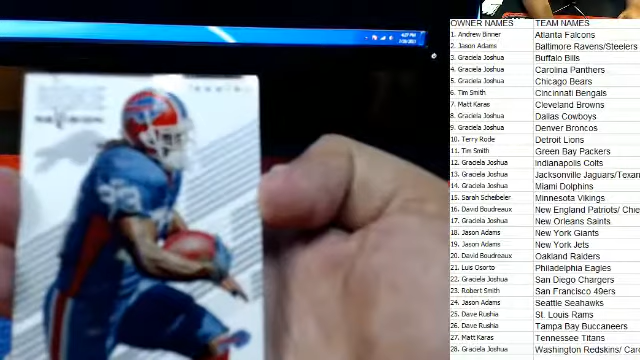 OWNER NAMES TEAM NAMES
1. Andrew Binner Atlanta Falcons
2. Jason Adams Baltimore Ravens/Steelers
3. Graciela Joshua Buffalo Bills
4. Graciela Joshua Carolina Panthers
5. Graciela Joshua Chicago Bears
6. Tim Smith Cincinnati Bengals
7. Matt Karas Cleveland Browns
8. Graciela Joshua Dallas Cowboys
9. Graciela Joshua Denver Broncos
10. Terry Rode Detroit Lions
11. Tim Smith Green Bay Packers
12. Graciela Joshua Indianapolis Colts
13. Graciela Joshua Jacksonville Jaguars/Texan
14. Graciela Joshua Miami Dolphins
15. Sarah Scheibeler Minnesota Vikings
16. David Boudreaux New England Patriots/ Chie
17. Graciela Joshua New Orleans Saints
18. Jason Adams New York Giants
19. Jason Adams New York Jets
20. David Boudreaux Oakland Raiders
21. Luis Osorto Philadelphia Eagles
22. Graciela Joshua San Diego Chargers
23. Robert Smith San Francisco 49ers
24. Jason Adams Seattle Seahawks
25. Dave Rushia St. Louis Rams
26. Dave Rushia Tampa Bay Buccaneers
27. Matt Karas Tennessee Titans
28. Graciela Joshua Washington Redskins/ Card
23